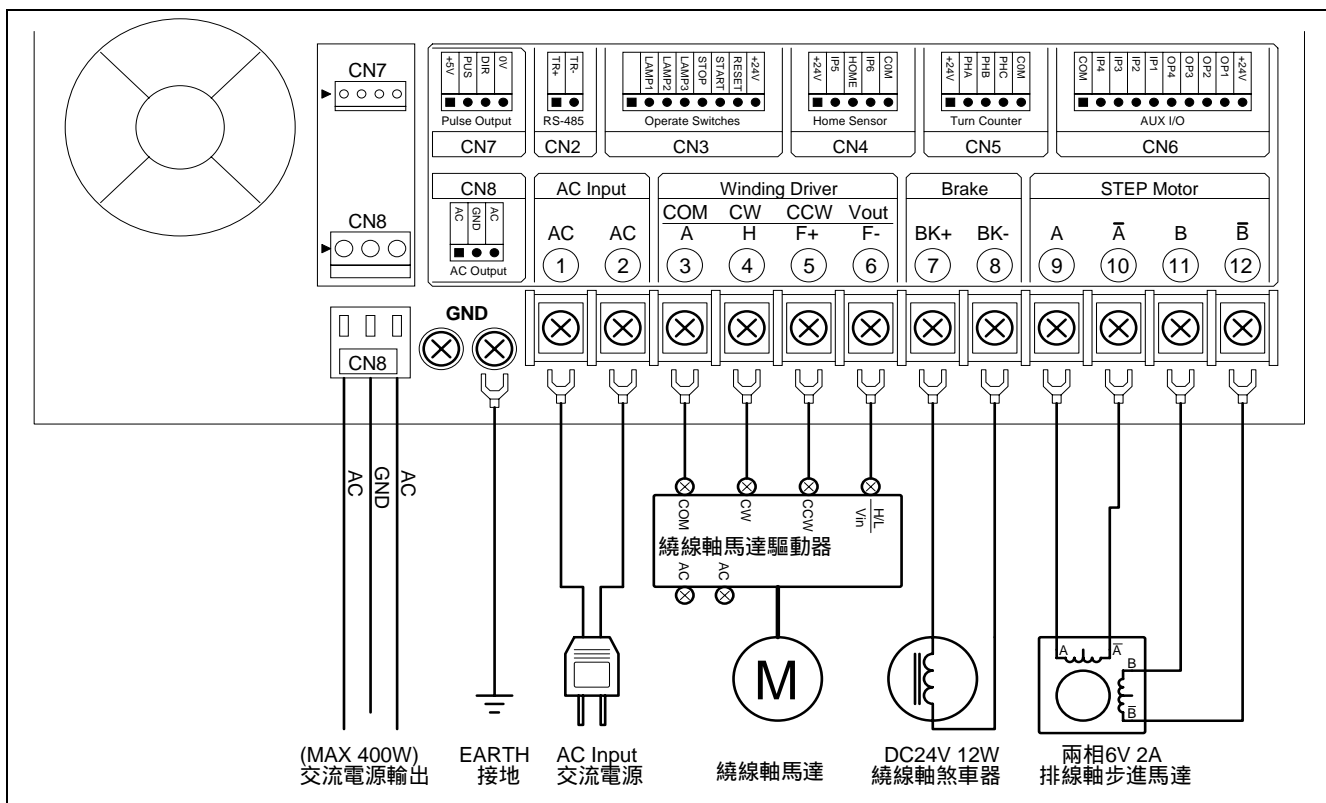 CN7
CN8
+5V PUS DIR 0V
Pulse Output
CN7
TR+ TR-
RS-485
CN2
LAMP1 LAMP2 LAMP3 STOP START RESET +24V
Operate Switches
CN3
+24V IP5 HOME IP6 C0M
Home Sensor
CN4
+24V PHA PHB PHC C0M
Turn Counter
CN5
COM IP4 IP3 IP2 IP1 OP4 OP3 OP2 OP1 +24V
AUX I/O
CN6
CN8
AC GND AC
AC Output
AC Input
AC AC
1 2
Winding Driver
COM CW CCW Vout
A H F+ F-
3 4 5 6
Brake
BK+ BK-
7 8
STEP Motor
A A̅ B B̅
9 10 11 12
GND
CN8
AC GND AC
COM CW CCW H/L Vin
繞線軸馬達驅動器
AC AC
M
A A̅
B
B̅
(MAX 400W)
交流電源輸出
EARTH
接地
AC Input
交流電源
繞線軸馬達
DC24V 12W
繞線軸煞車器
兩相6V 2A
排線軸步進馬達